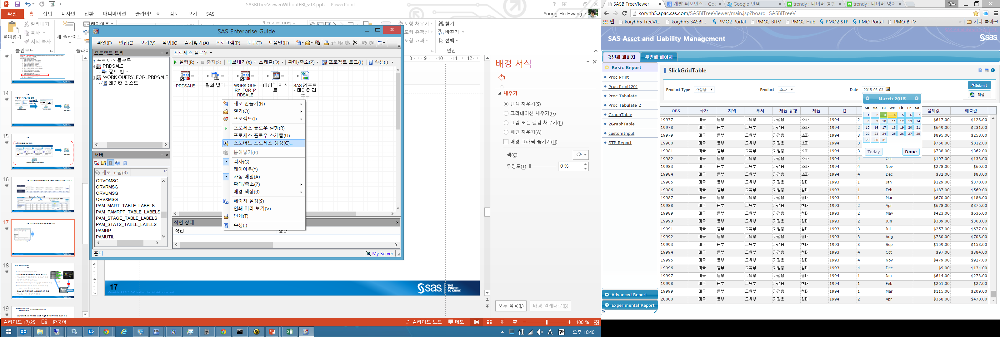 SASBITreeViewerWithoutEBI_v0.3.pptx - PowerPoint
파일 홈 삽입 디자인 전환 애니메이션 슬라이드 쇼 검토 보기 SAS
Young-Ho Hwang
붙여넣기
잘라내기
복사
서식 복사
클립보드
새 슬라이드
레이아웃
텍스트 방향
도형 채우기
도형 윤곽선
도형 효과
찾기
바꾸기
선택
편집
14
15
16
17
18
19
SAS Enterprise Guide
파일(F) 편집(E) 보기(V) 작업(K) 즐겨찾기(A) 프로그램(P) 도구(T) 도움말(H)
프로젝트 트리
프로세스 플로우
PRDSALE
질의 빌더
WORK.QUERY_FOR_PRDSALE
데이터 리스트
프로세스 플로우
실행(R) 중지(S) 내보내기(X) 스케줄(D) 확대/축소(Z) 프로젝트 로그(L) 속성(I)
PRDSALE
질의 빌더
WORK.QUE
RY_FOR_P
RDSALE
데이터 리스
트
SAS 리포트
- 데이터 리
스트
새로 만들기(N)
열기(O)
프로젝트(J)
프로세스 플로우 실행(R)
프로세스 플로우 스케줄(U)
스토어드 프로세스 생성(C)...
붙여넣기(P)
격자(G)
레이아웃(Y)
자동 배열(A)
확대/축소(Z)
배경 색상(B)
페이지 설정(S)
인쇄 미리 보기(V)
인쇄(T)
속성(I)
서버
새로 고침(R)
ORVOMSG
ORVRMSG
ORVUMSG
ORVXMSG
PAM_MART_TABLE_LABELS
PAM_PAMRPT_TABLE_LABELS
PAM_STAGE_TABLE_LABELS
PAM_STATS_TABLE_LABELS
PAMRP
PAMUTIL
작업 상태
작업 상태
준비
My Server
8 9 10 11 12
5 6 7
17
Copyright © 2012, SAS Institute Inc. All rights reserved.
sas THE POWER TO KNOW.
배경 서식
채우기
단색 채우기(S)
그라데이션 채우기(G)
그림 또는 질감 채우기(P)
패턴 채우기(A)
배경 그래픽 숨기기(H)
색(C)
투명도(T) 0 %
모두 적용(L) 배경 원래대로(B)
슬라이드 17/25 한국어
슬라이드 노트 메모 100 %
A 한 오후 10:40
SASBITreeViewer
개발 퍼포먼스 - Goo
Google 번역
trendy : 네이버 통합
trendy : 네이버 영어
koryhh5.apac.sas.com/SASBITreeViewer/main.jsp?board=SASBITreeV
앱 koryhh5 TreeVi... koryhh5 SASBI... PMO2 Portal PMO2 BITV PMO2 Hub PMO2 STP PMO Portal PMO BITV » 기타 북마크
SAS Asset and Liability Management
sas
첫번째 페이지 두번째 페이지
Basic Report
Proc Print
Proc Print(20)
Proc Tabulate
Proc Tabulate 2
GraphTable
2GraphTable
customInput
STP Report
Advanced Report
Experimental Report
SlickGridTable
Product Type 가정용 Product 소파 Date 2015-03-03
Submit
엑셀
March 2015
Su Mo Tu We Th Fr Sa
1 2 3 4 5 6 7
8 9 10 11 12 13 14
15 16 17 18 19 20 21
22 23 24 25 26 27 28
29 30 31
Today Done
OBS 국가 지역 부서 제품 유형 제품 년 실제값 예측값
19977 미국 동부 교육부 가정용 소파 1994 2 $617.00 $128.00
19978 미국 동부 교육부 가정용 소파 1994 2 $649.00 $231.00
19979 미국 동부 교육부 가정용 소파 1994 3 $895.00 $258.00
19980 미국 동부 교육부 가정용 소파 1994 3 $750.00 $812.00
19981 미국 동부 교육부 가정용 소파 1994 3 $738.00 $362.00
19982 미국 동부 교육부 가정용 소파 1994 4 Oct $107.00 $133.00
19983 미국 동부 교육부 가정용 소파 1994 4 Nov $278.00 $60.00
19984 미국 동부 교육부 가정용 소파 1994 4 Dec $32.00 $88.00
19985 미국 동부 교육부 가정용 침대 1993 1 Jan $129.00 $378.00
19986 미국 동부 교육부 가정용 침대 1993 1 Feb $187.00 $569.00
19987 미국 동부 교육부 가정용 침대 1993 1 Mar $670.00 $186.00
19988 미국 동부 교육부 가정용 침대 1993 2 Apr $678.00 $875.00
19989 미국 동부 교육부 가정용 침대 1993 2 May $423.00 $636.00
19990 미국 동부 교육부 가정용 침대 1993 2 Jun $389.00 $360.00
19991 미국 동부 교육부 가정용 침대 1993 3 Jul $257.00 $677.00
19992 미국 동부 교육부 가정용 침대 1993 3 Aug $780.00 $708.00
19993 미국 동부 교육부 가정용 침대 1993 3 Sep $159.00 $158.00
19994 미국 동부 교육부 가정용 침대 1993 4 Oct $97.00 $384.00
19995 미국 동부 교육부 가정용 침대 1993 4 Nov $479.00 $927.00
19996 미국 동부 교육부 가정용 침대 1993 4 Dec $9.00 $134.00
19997 미국 동부 교육부 가정용 침대 1994 1 Jan $614.00 $273.00
19998 미국 동부 교육부 가정용 침대 1994 1 Feb $261.00 $27.00
19999 미국 동부 교육부 가정용 침대 1994 1 Mar $115.00 $209.00
20000 미국 동부 교육부 가정용 침대 1994 2 Apr $358.00 $470.00